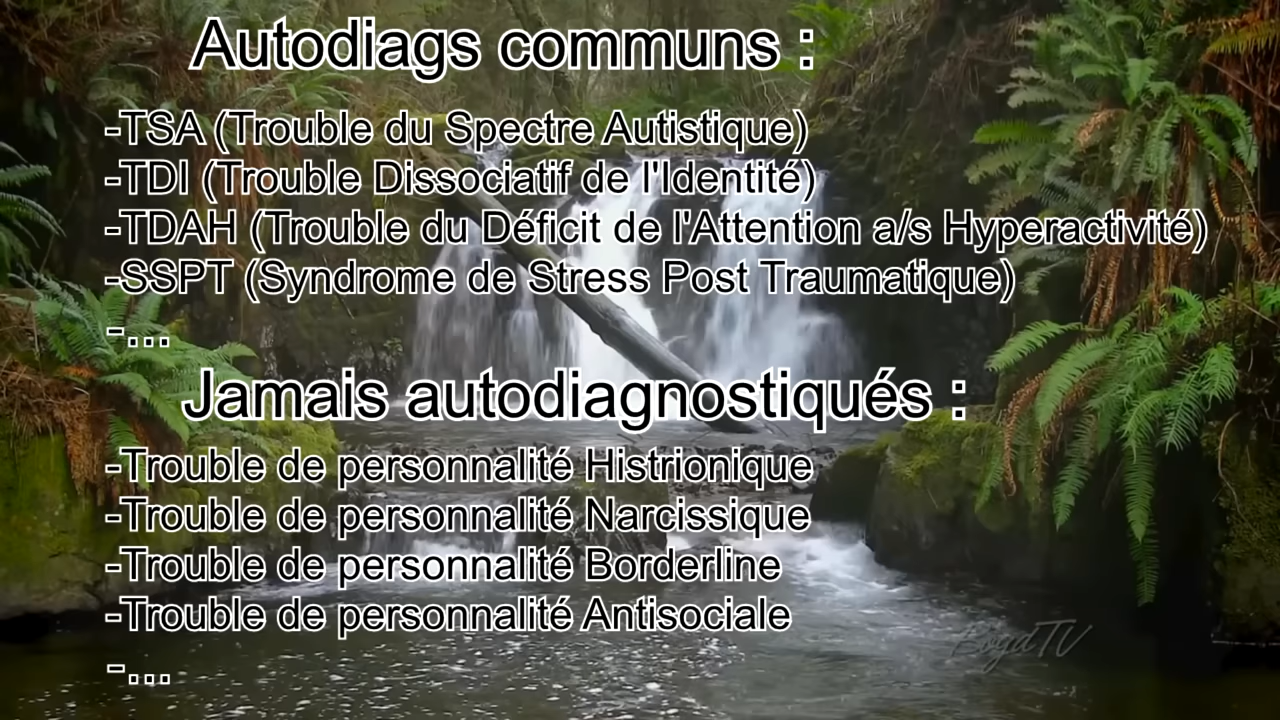 Autodiags communs :
-TSA (Trouble du Spectre Autistique)
-TDI (Trouble Dissociatif de l'Identité)
-TDAH (Trouble du Déficit de l'Attention a/s Hyperactivité)
-SSPT (Syndrome de Stress Post Traumatique)
-...
Jamais autodiagnostiqués :
-Trouble de personnalité Histrionique
-Trouble de personnalité Narcissique
-Trouble de personnalité Borderline
-Trouble de personnalité Antisociale
-...